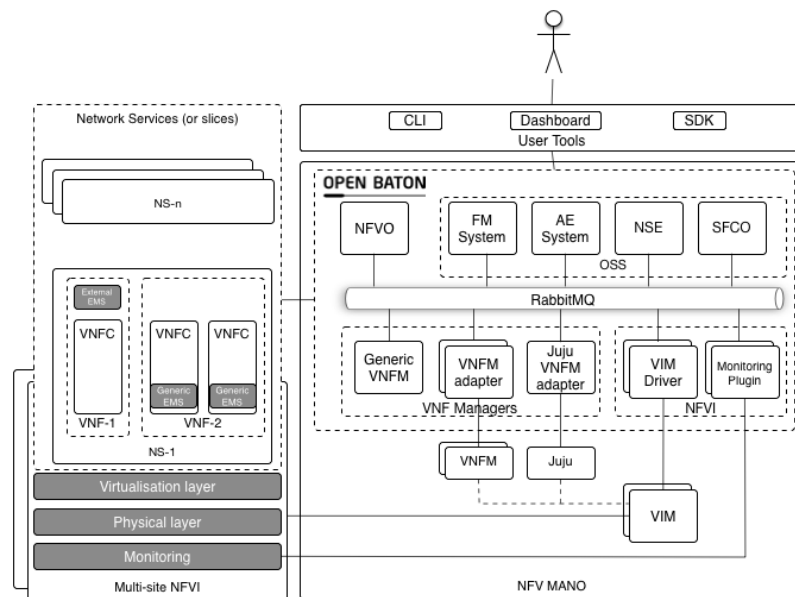 CLI
Dashboard
SDK
User Tools
Network Services (or slices)
NS-n
External
EMS
VNFC
VNFC
VNFC
Generic
EMS
Generic
EMS
VNF-1
VNF-2
NS-1
Virtualisation layer
Physical layer
Monitoring
Multi-site NFVI
OPEN BATON
NFVO
FM
System
AE
System
NSE
SFCO
OSS
RabbitMQ
Generic
VNFM
VNFM
adapter
Juju
VNFM
adapter
VIM
Driver
Monitoring
Plugin
VNF Managers
NFVI
VNFM
Juju
VIM
NFV MANO